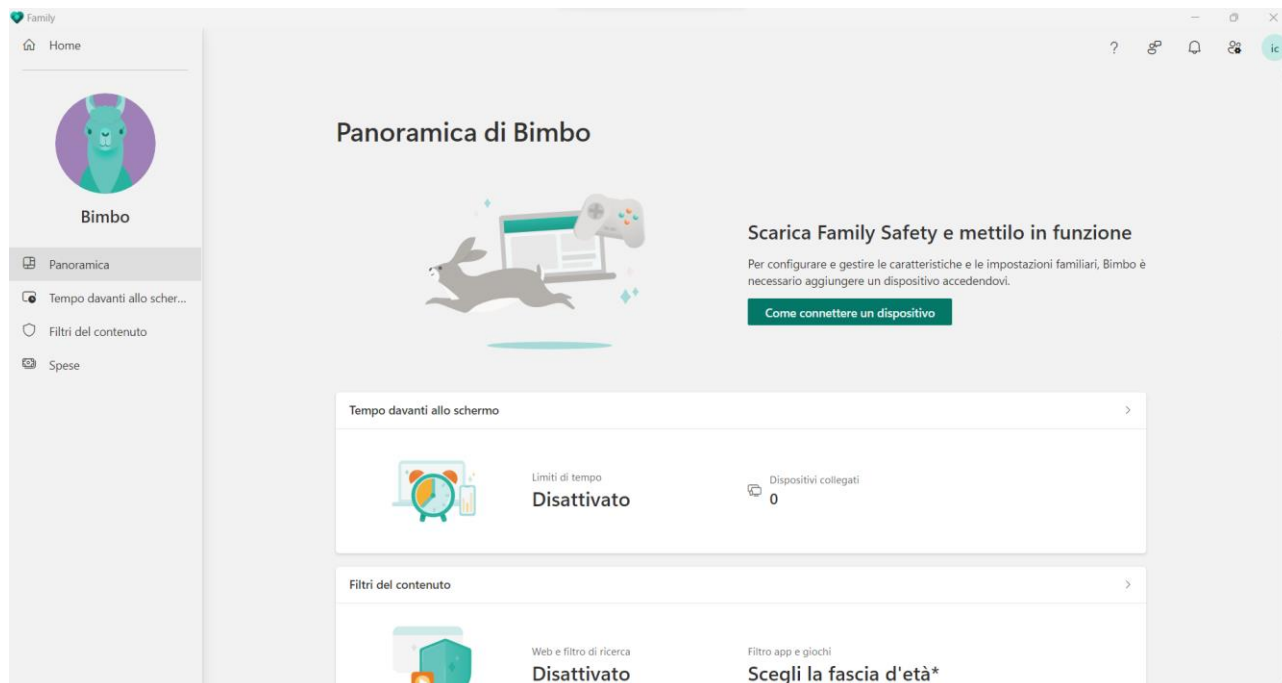 Family
Home
ic
Bimbo
Panoramica
Tempo davanti allo scher...
Filtri del contenuto
Spese
Panoramica di Bimbo
Scarica Family Safety e mettilo in funzione
Per configurare e gestire le caratteristiche e le impostazioni familiari, Bimbo è
necessario aggiungere un dispositivo accedendovi.
Come connettere un dispositivo
Tempo davanti allo schermo
Limiti di tempo
Disattivato
Dispositivi collegati
0
Filtri del contenuto
Web e filtro di ricerca
Disattivato
Filtro app e giochi
Scegli la fascia d'età*